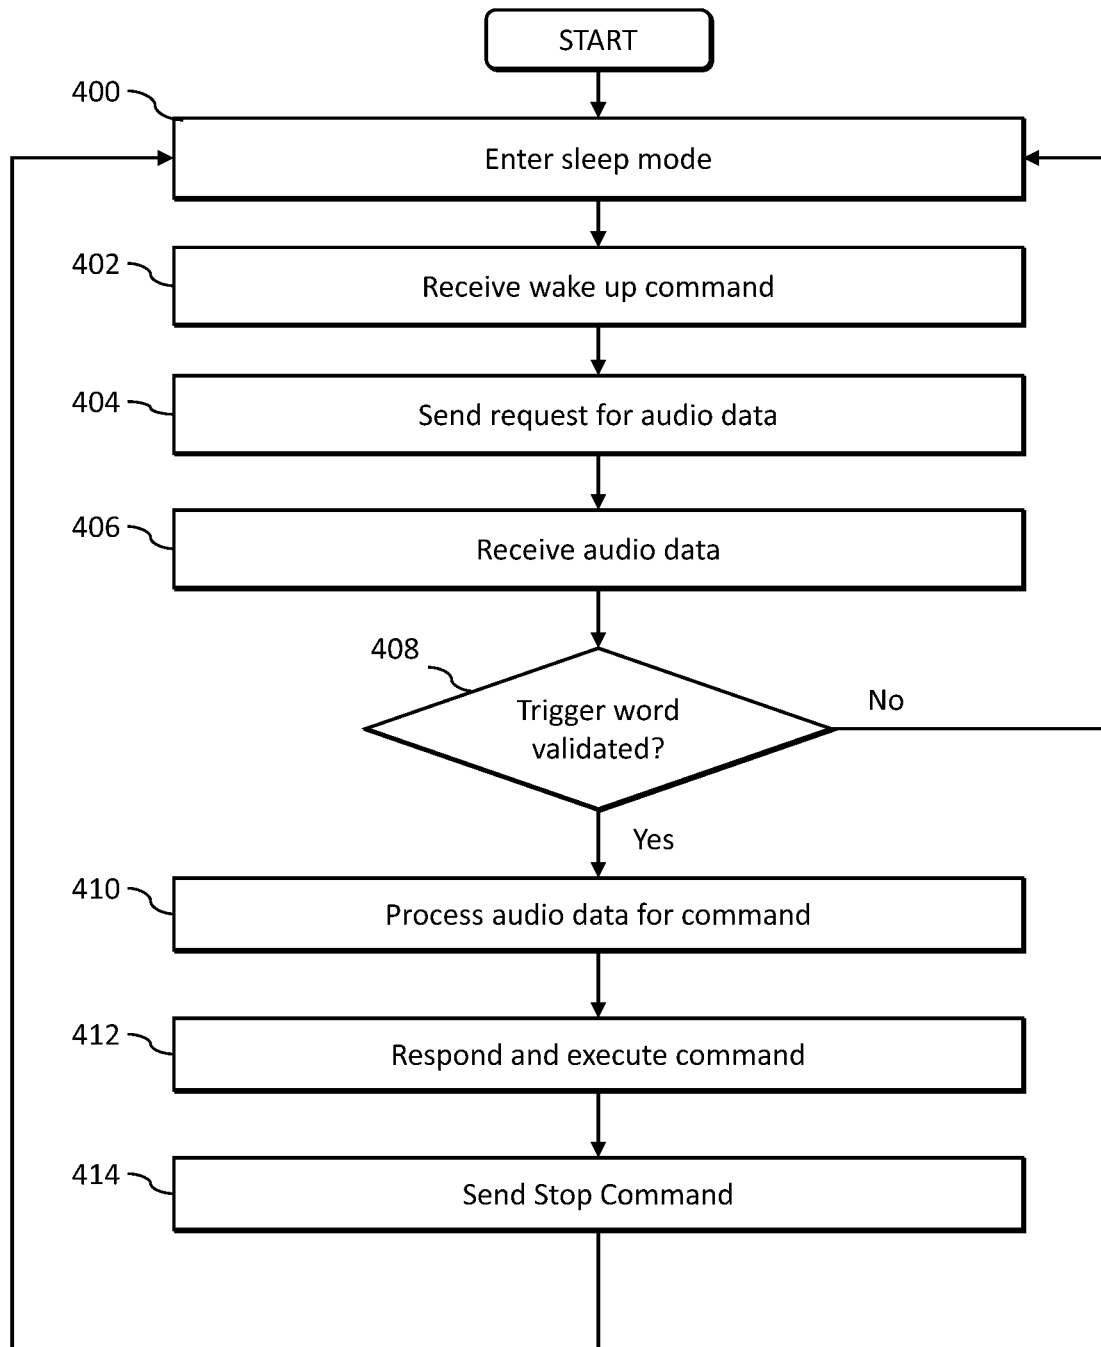 START
400
Enter sleep mode
402
Receive wake up command
404
Send request for audio data
406
Receive audio data
408
Trigger word
validated?
No
Yes
410
Process audio data for command
412
Respond and execute command
414
Send Stop Command